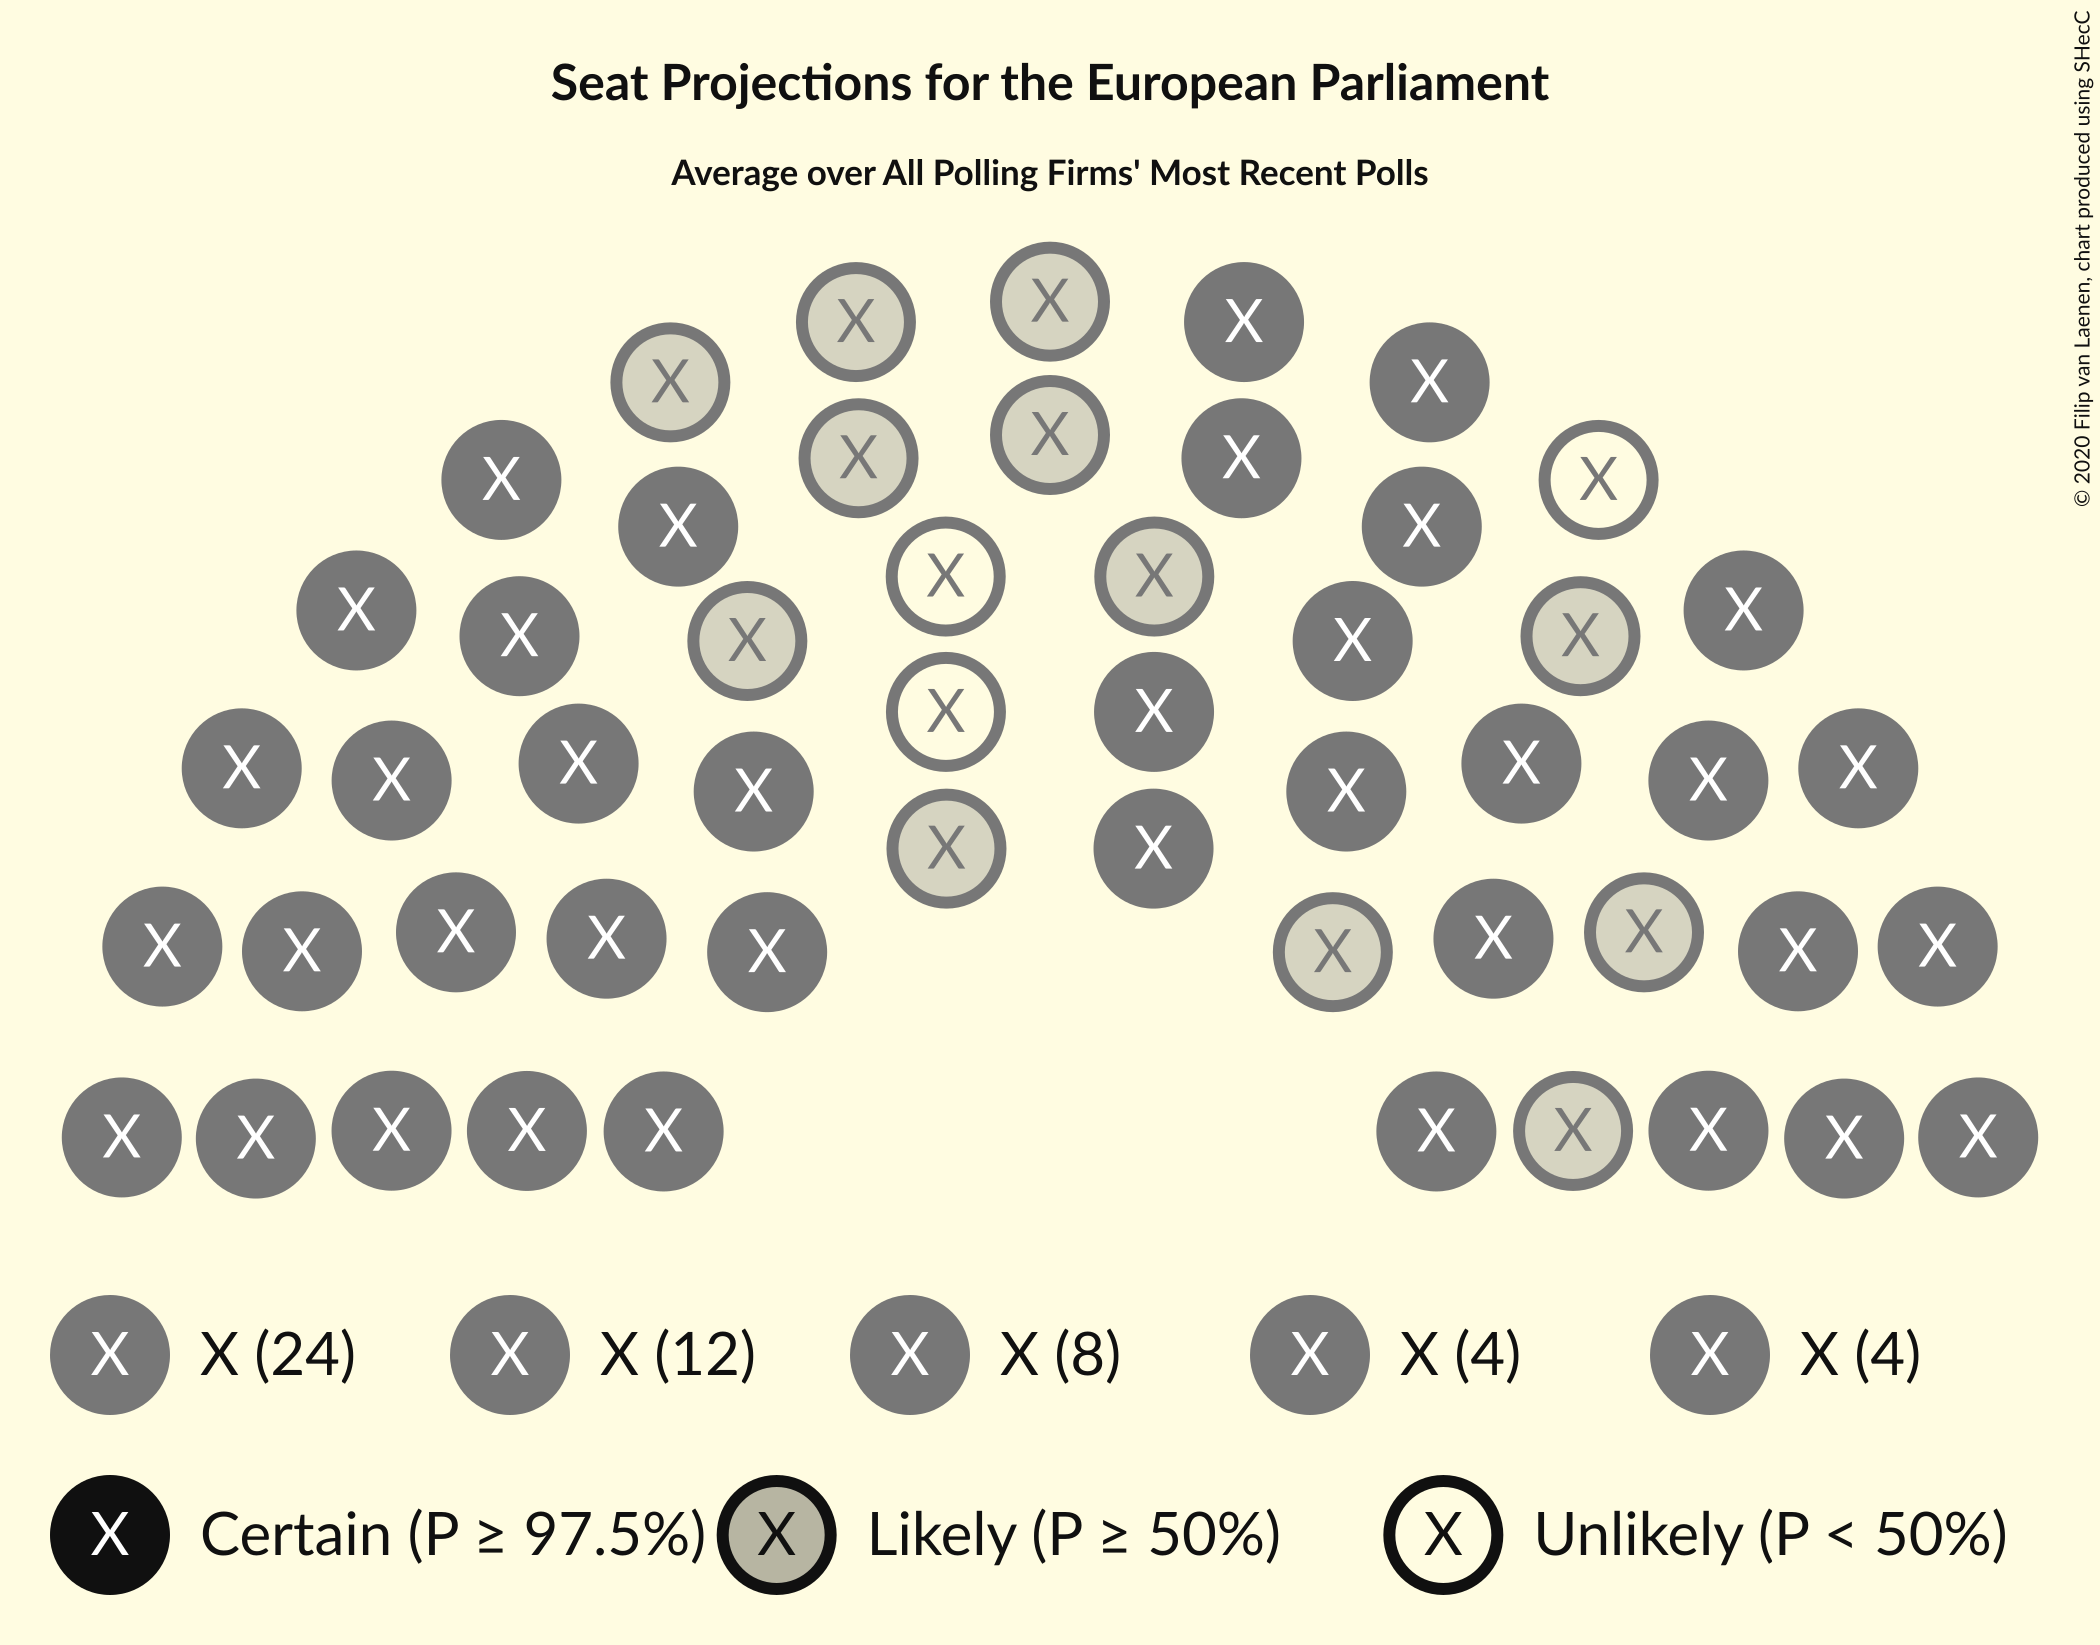 Seat Projections for the European Parliament
Average over All Polling Firms' Most Recent Polls
© 2020 Filip van Laenen, chart produced using SHecC
X X X
X X
X X X
X X
X X
X X
X X X X X X
X X
X X X X X X X X
X X
X X X X X X X X X X
X X X X X X X X X X
X X (24) X X (12) X X (8) X X (4) X X (4)
X Certain (P ≥ 97.5%) X Likely (P ≥ 50%) X Unlikely (P < 50%)